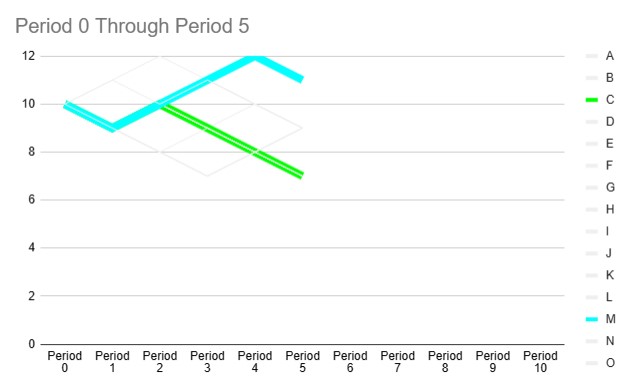 Period 0 Through Period 5
12
10
8
6
4
2
0
Period 0
Period 1
Period 2
Period 3
Period 4
Period 5
Period 6
Period 7
Period 8
Period 9
Period 10
A
B
C
D
E
F
G
H
I
J
K
L
M
N
O